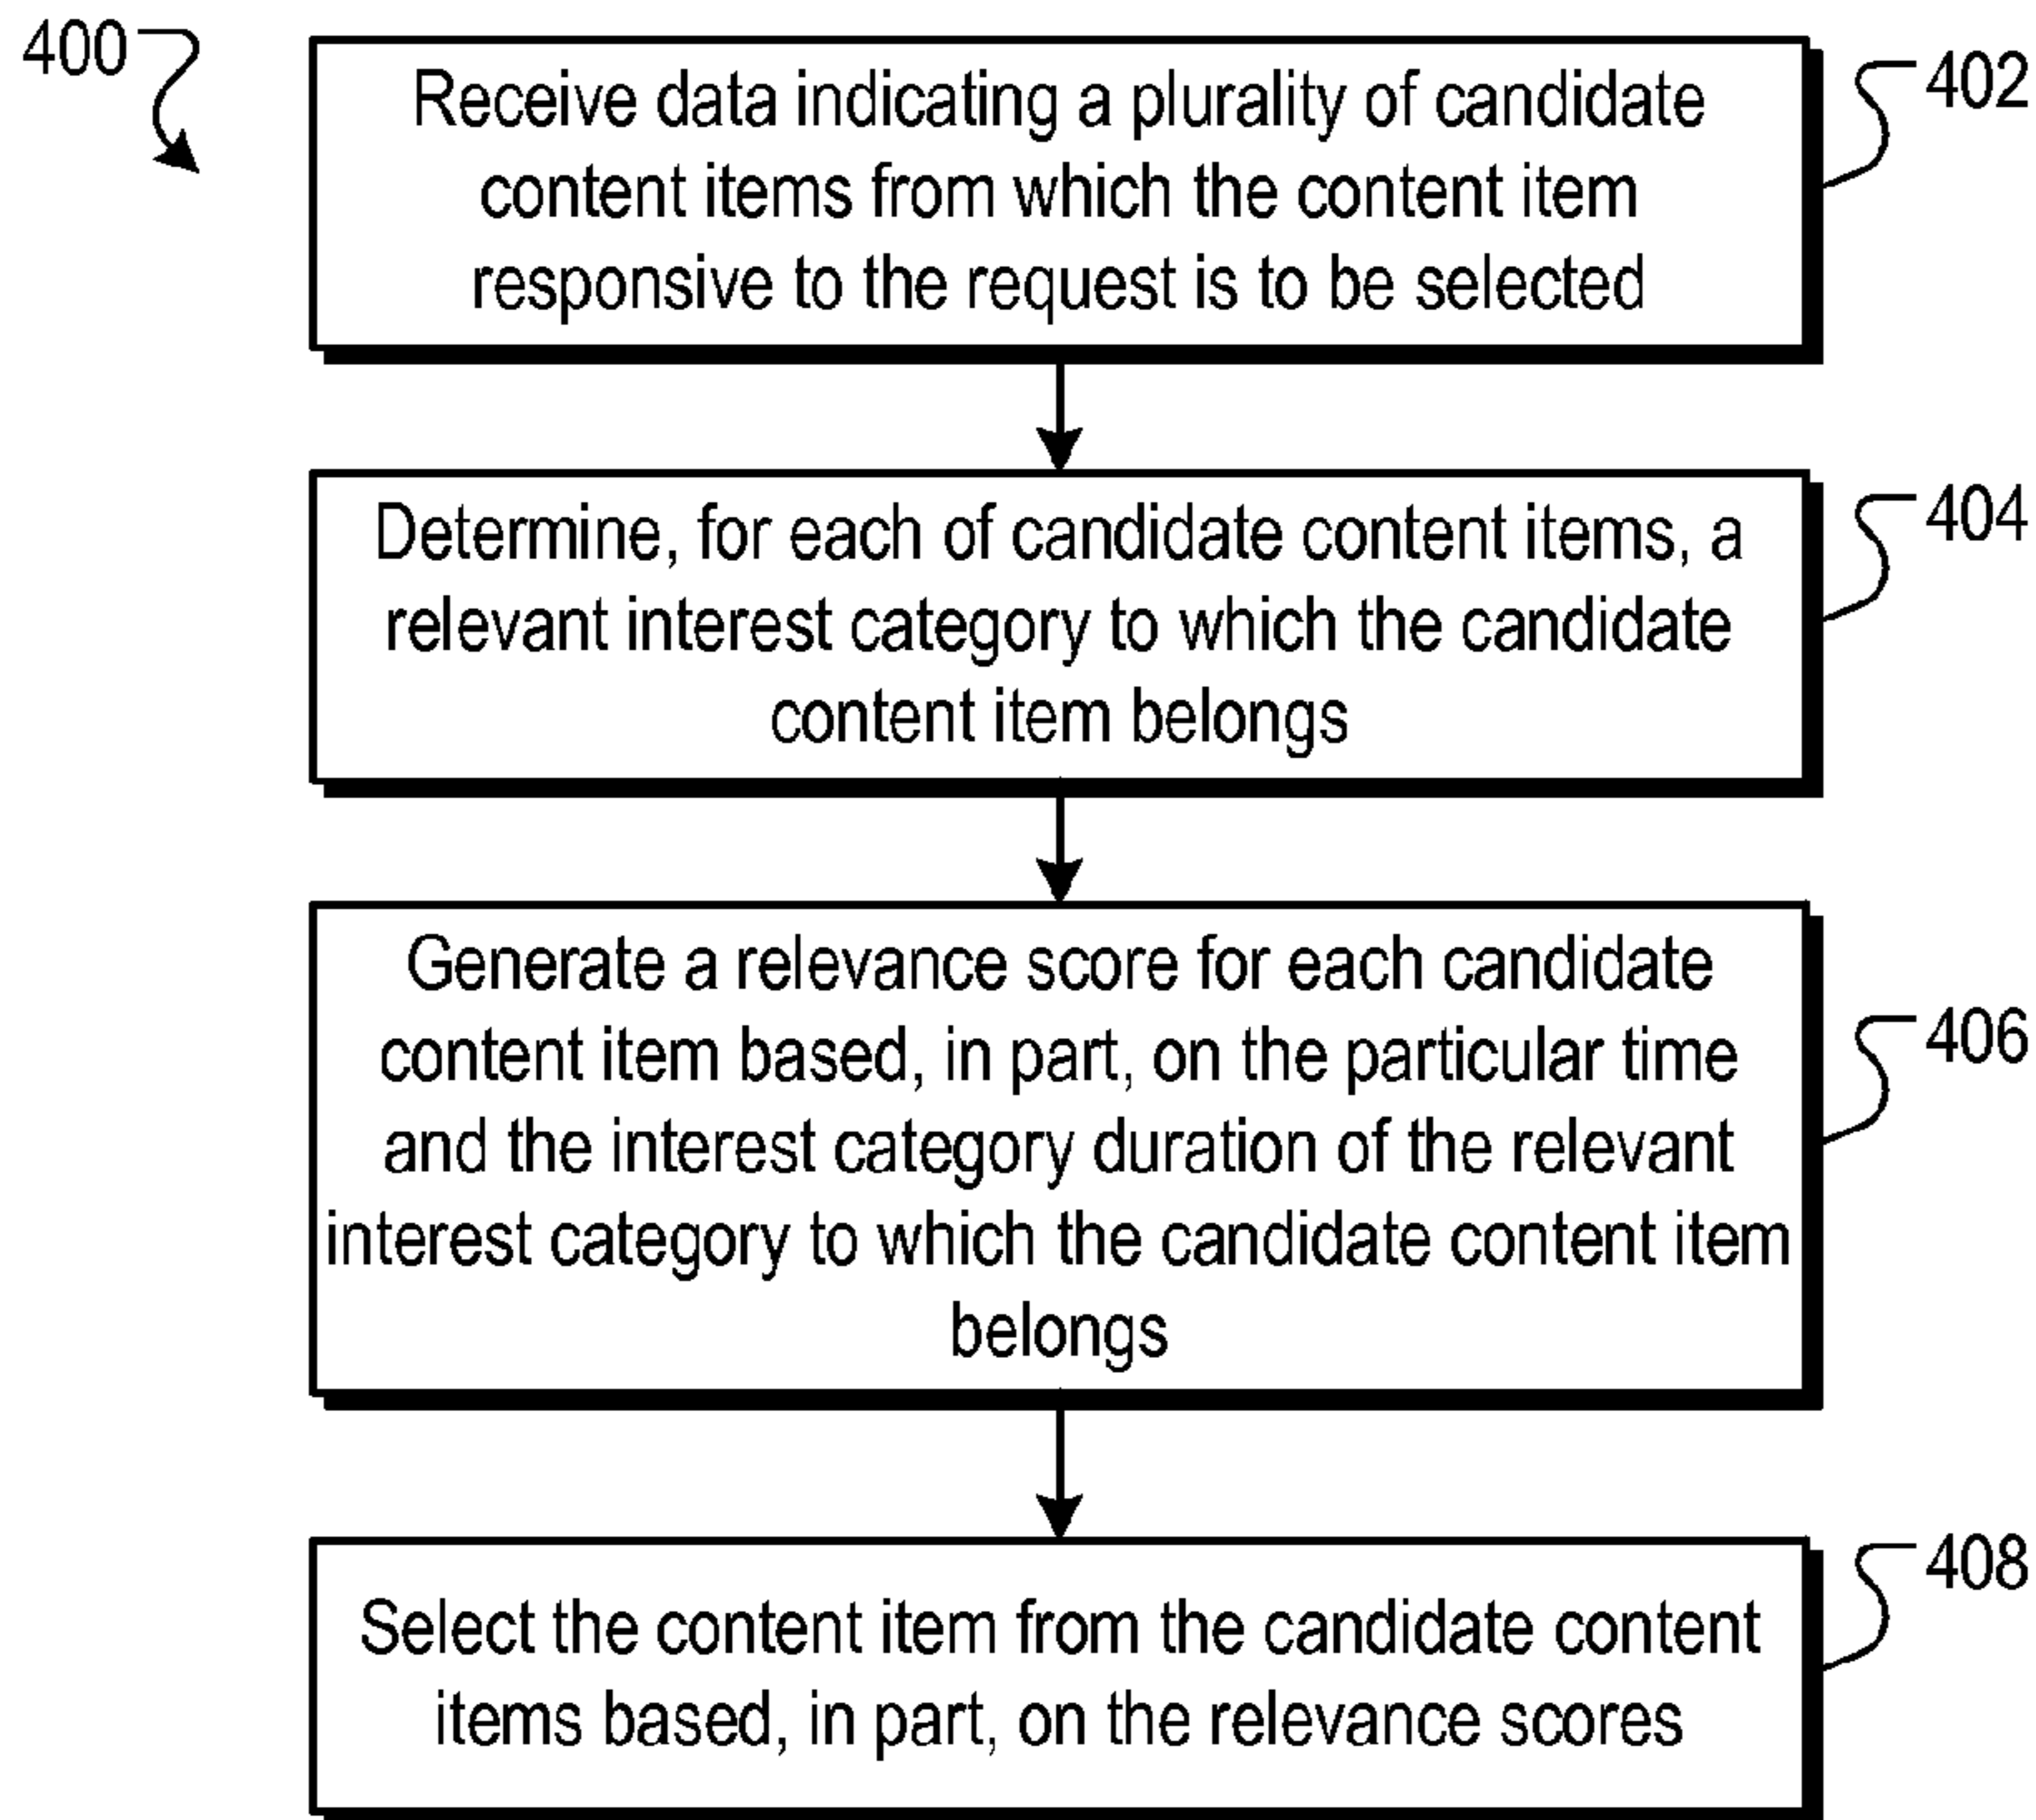 400
Receive data indicating a plurality of candidate
content items from which the content item
responsive to the request is to be selected
402
Determine, for each of candidate content items, a
relevant interest category to which the candidate
content item belongs
404
Generate a relevance score for each candidate
content item based, in part, on the particular time
and the interest category duration of the relevant
interest category to which the candidate content item
belongs
406
Select the content item from the candidate content
items based, in part, on the relevance scores
408